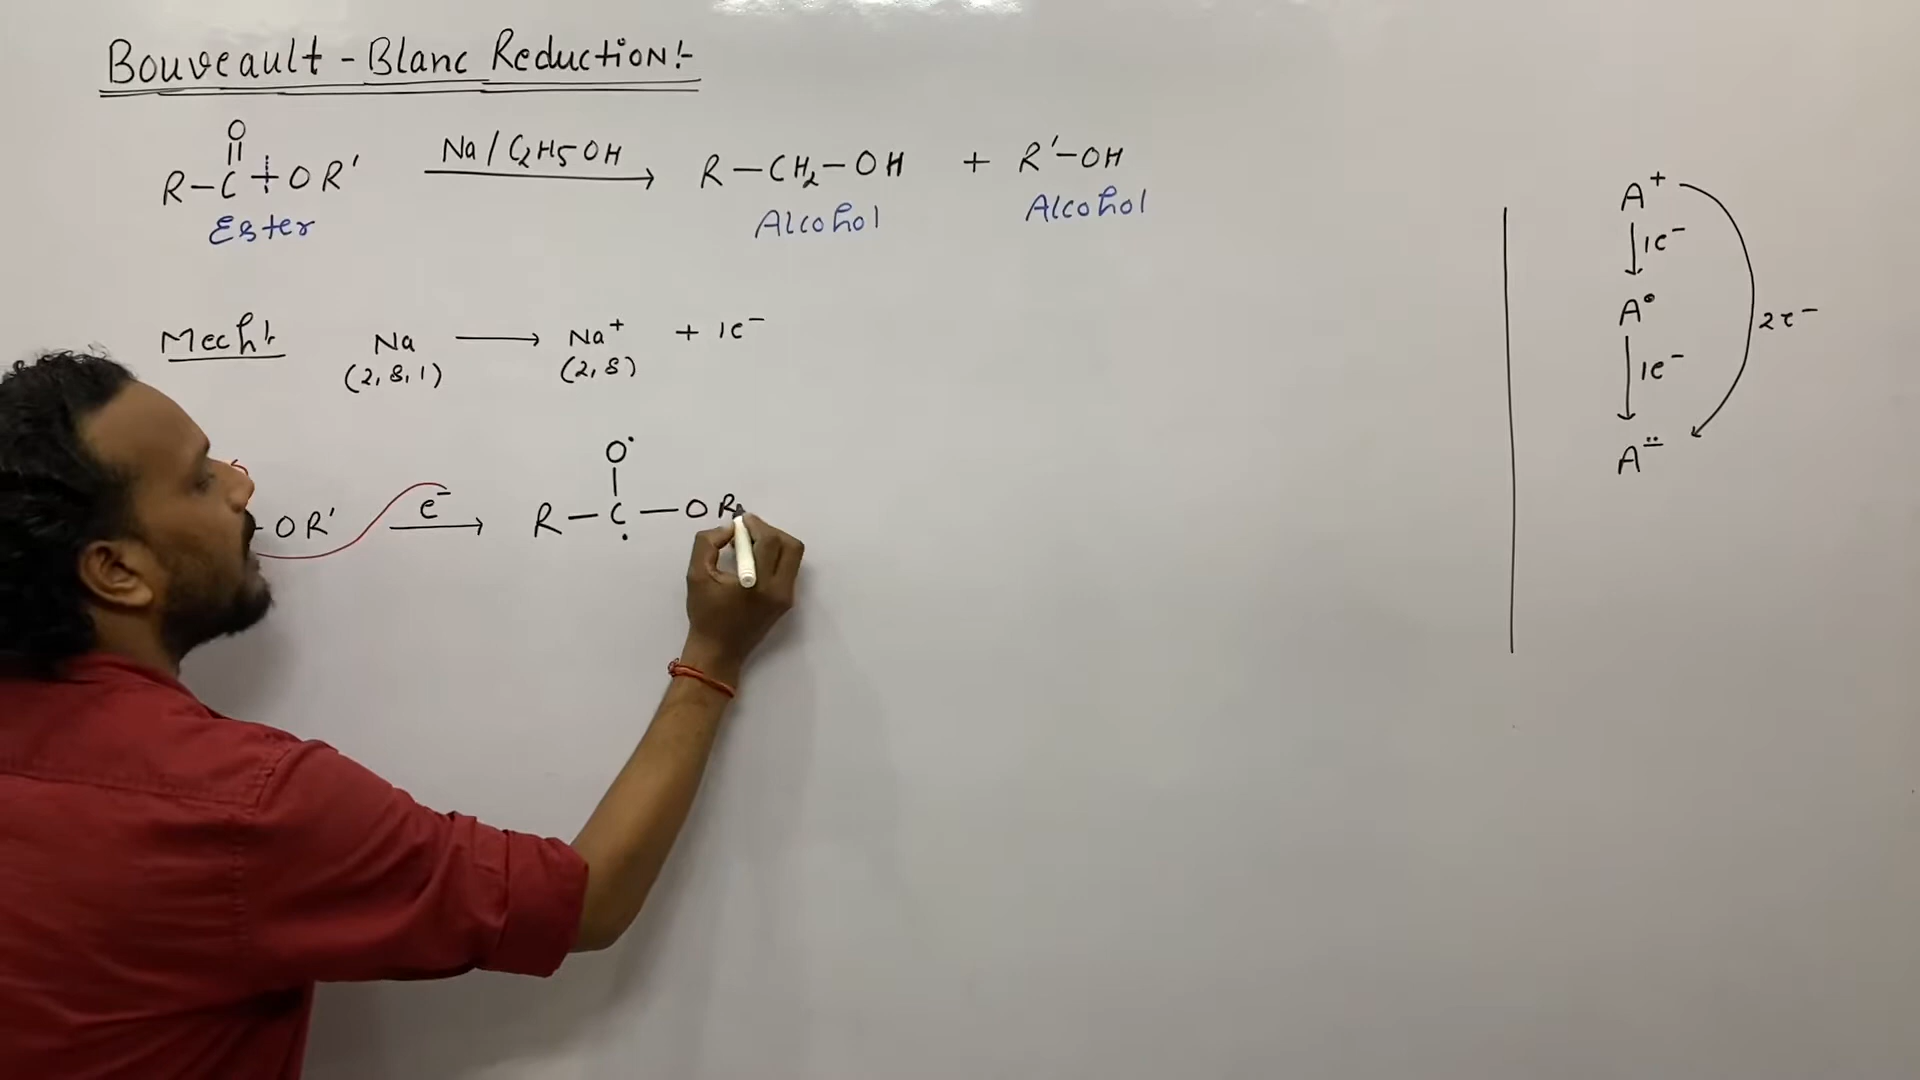 Bouveault - Blanc Reduction:-
O
R-C+OR' Na/C2H5OH R-CH2-OH + R'-OH
Ester Alcohol Alcohol
Mech:- Na Na+ + 1e-
(2,8,1) (2,8)
O·
OR' e- R-C-OR
·
A+
1e-
A•
2e-
1e-
A:-